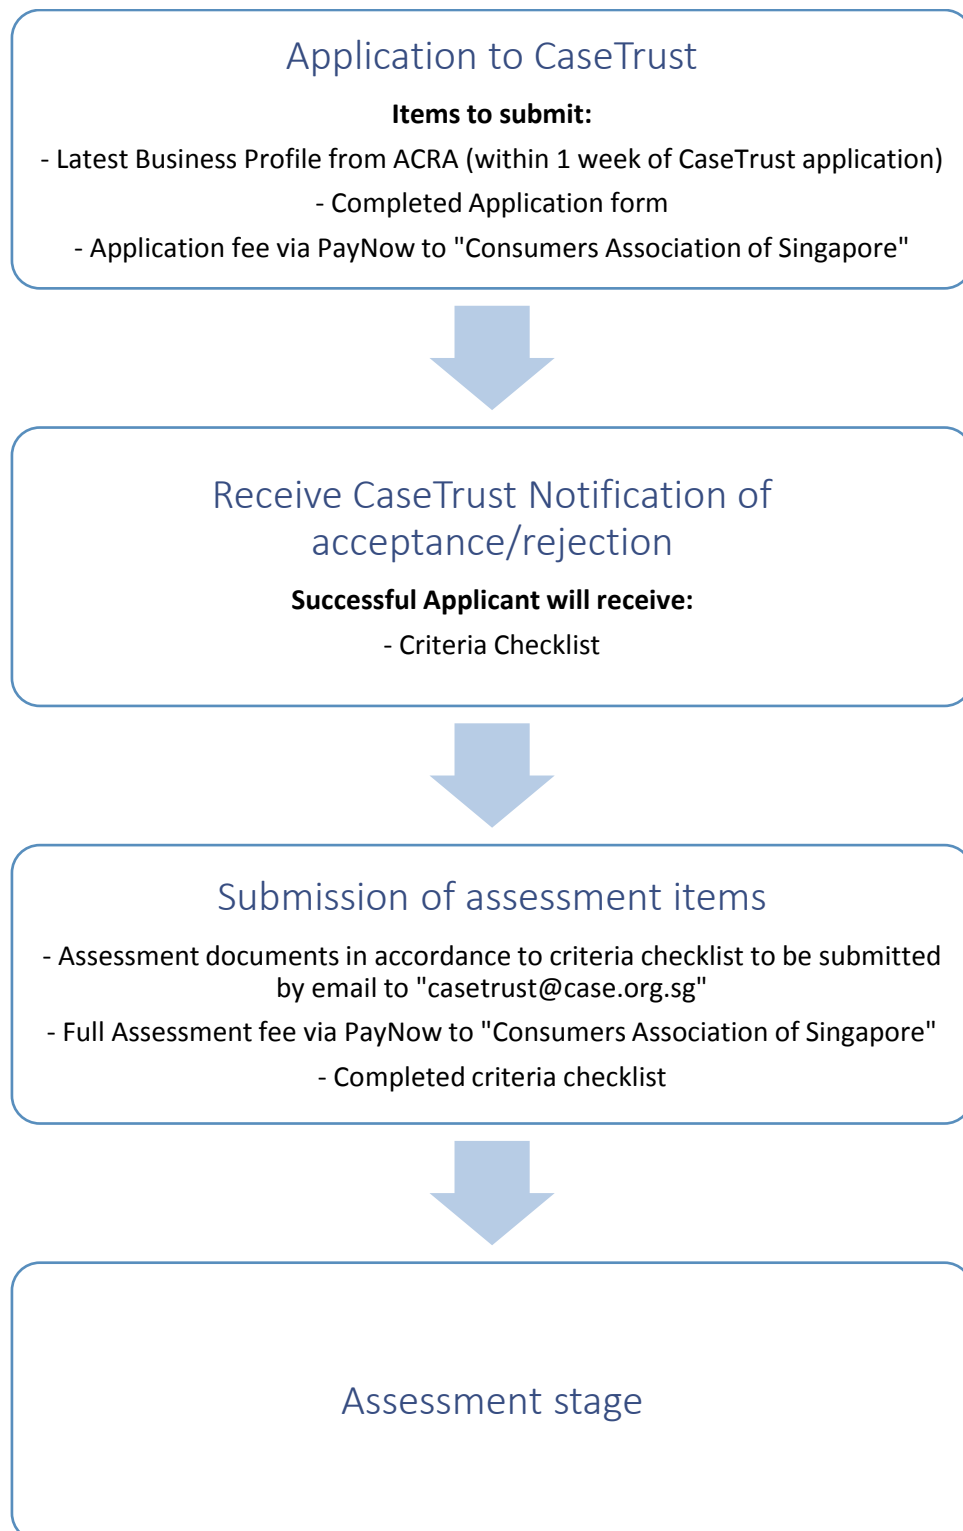 Application to CaseTrust
Items to submit:
- Latest Business Profile from ACRA (within 1 week of CaseTrust application)
- Completed Application form
- Application fee via PayNow to "Consumers Association of Singapore"
Receive CaseTrust Notification of
acceptance/rejection
Successful Applicant will receive:
- Criteria Checklist
Submission of assessment items
- Assessment documents in accordance to criteria checklist to be submitted
by email to "casetrust@case.org.sg"
- Full Assessment fee via PayNow to "Consumers Association of Singapore"
- Completed criteria checklist
Assessment stage